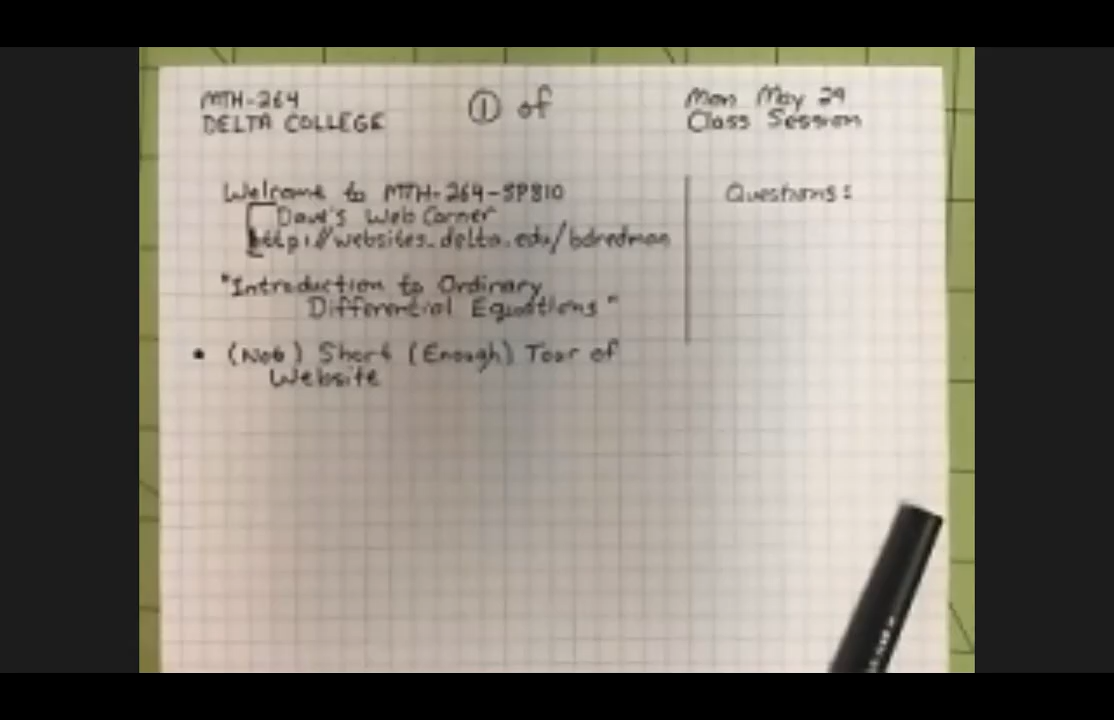 MTH-264
DELTA COLLEGE
① of
Mon May 29
Class Session
Welcome to MTH-264-SP810
Dave's Web Corner
http://websites.delta.edu/bdredman
"Introduction to Ordinary
Differential Equations"
• (Not) Short (Enough) Tour of
Website
Questions: